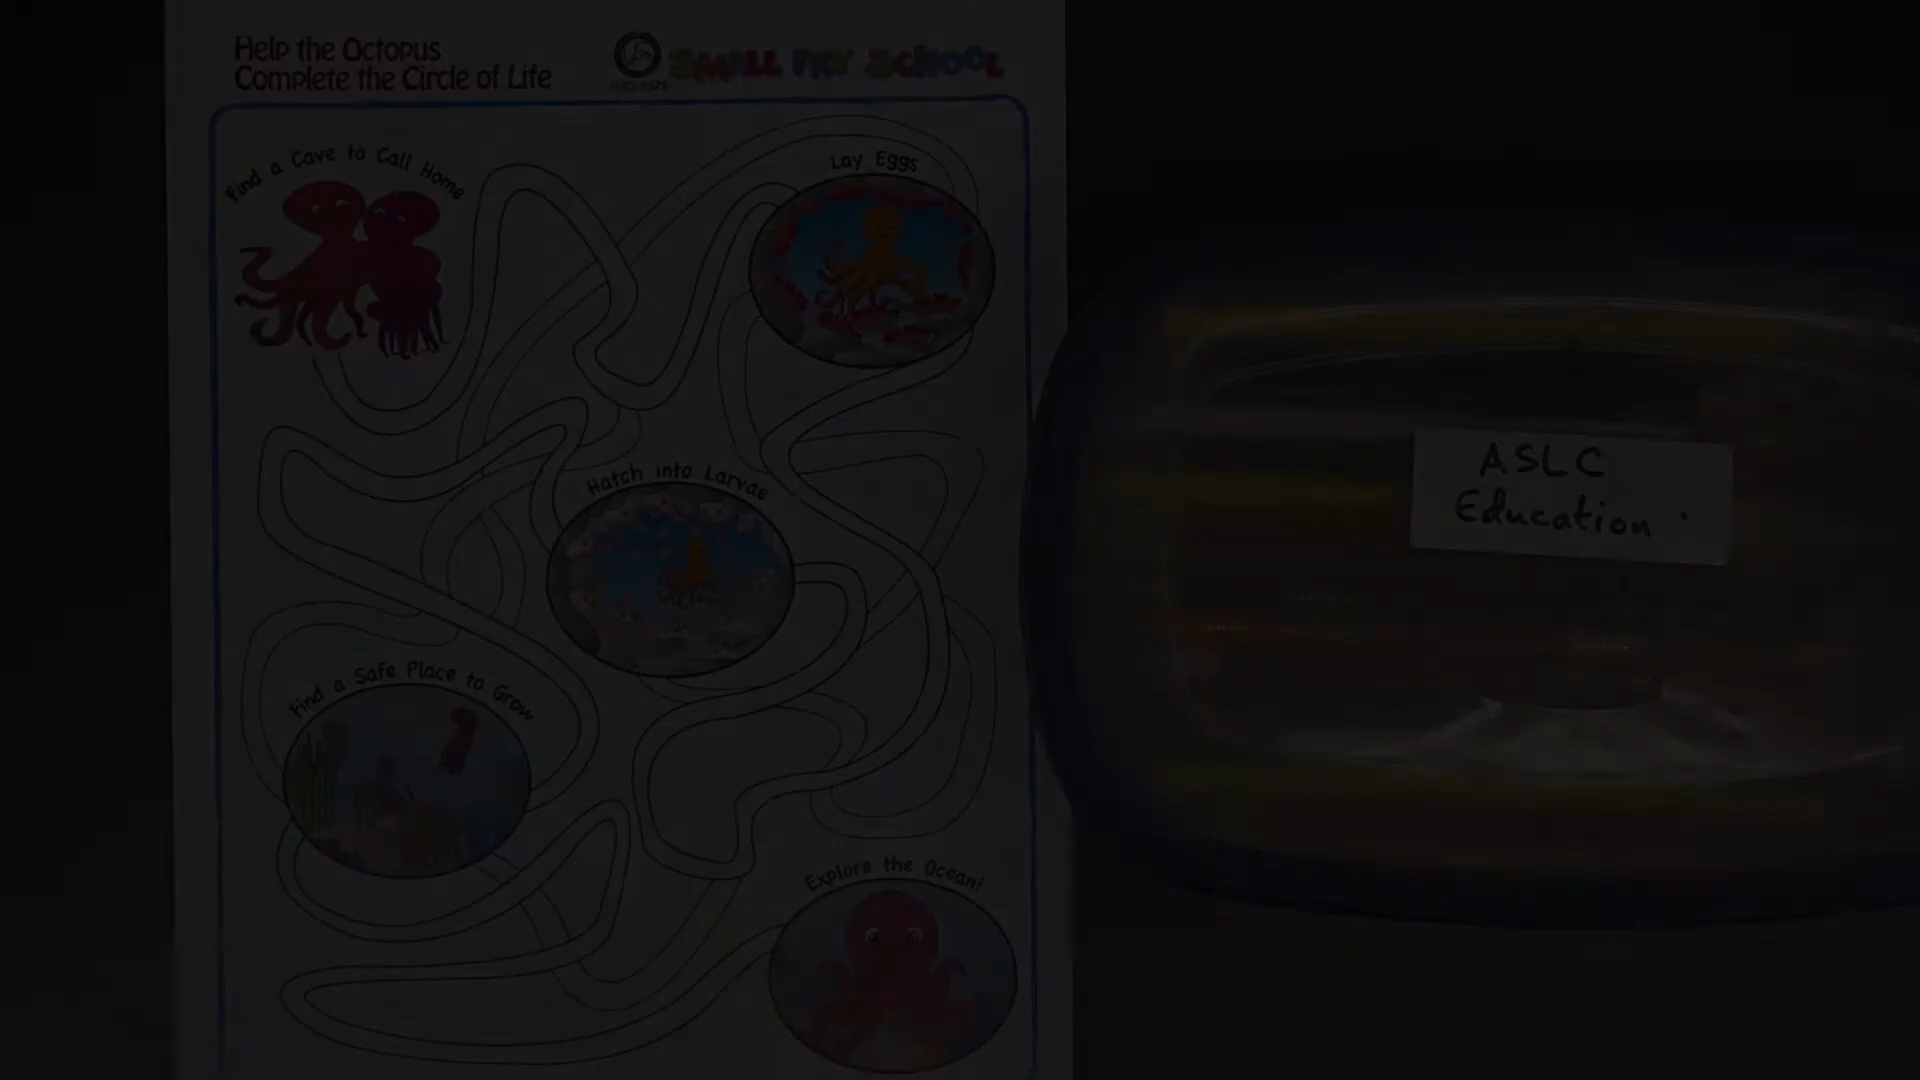 Help the Octopus
Complete the Circle of Life
SMALL FRY SCHOOL
Find a Cave to Call Home
Lay Eggs
Hatch into Larvae
Find a Safe Place to Grow
Explore the Ocean!
ASLC
Education